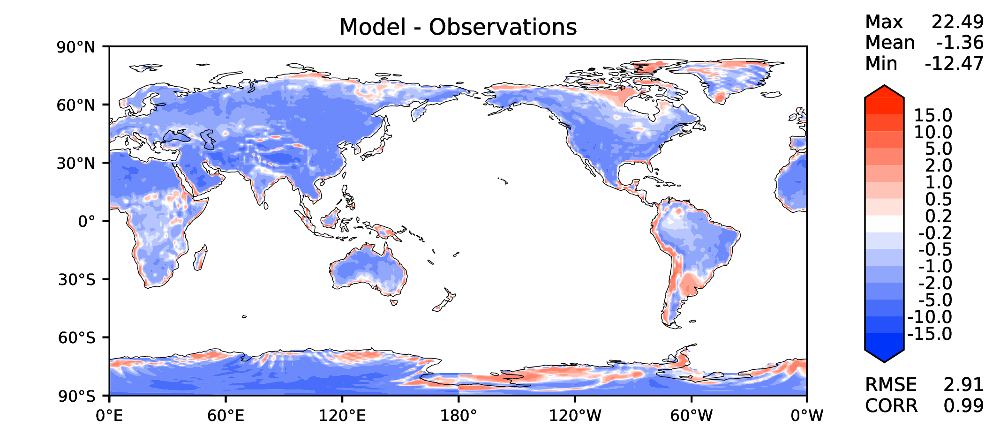 Model - Observations
Max 22.49
Mean -1.36
Min -12.47
90°N
60°N
30°N
0°
30°S
60°S
90°S
0°E 60°E 120°E 180° 120°W 60°W 0°W
15.0
10.0
5.0
2.0
1.0
0.5
0.2
-0.2
-0.5
-1.0
-2.0
-5.0
-10.0
-15.0
RMSE 2.91
CORR 0.99